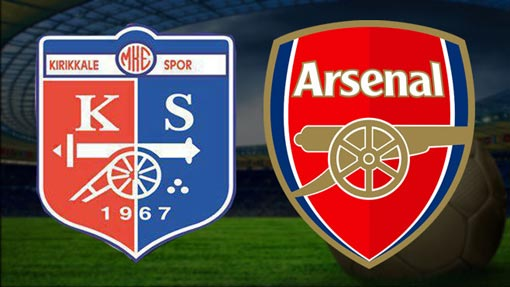 KIRIKKALE MKE SPOR
K S
1967
Arsenal